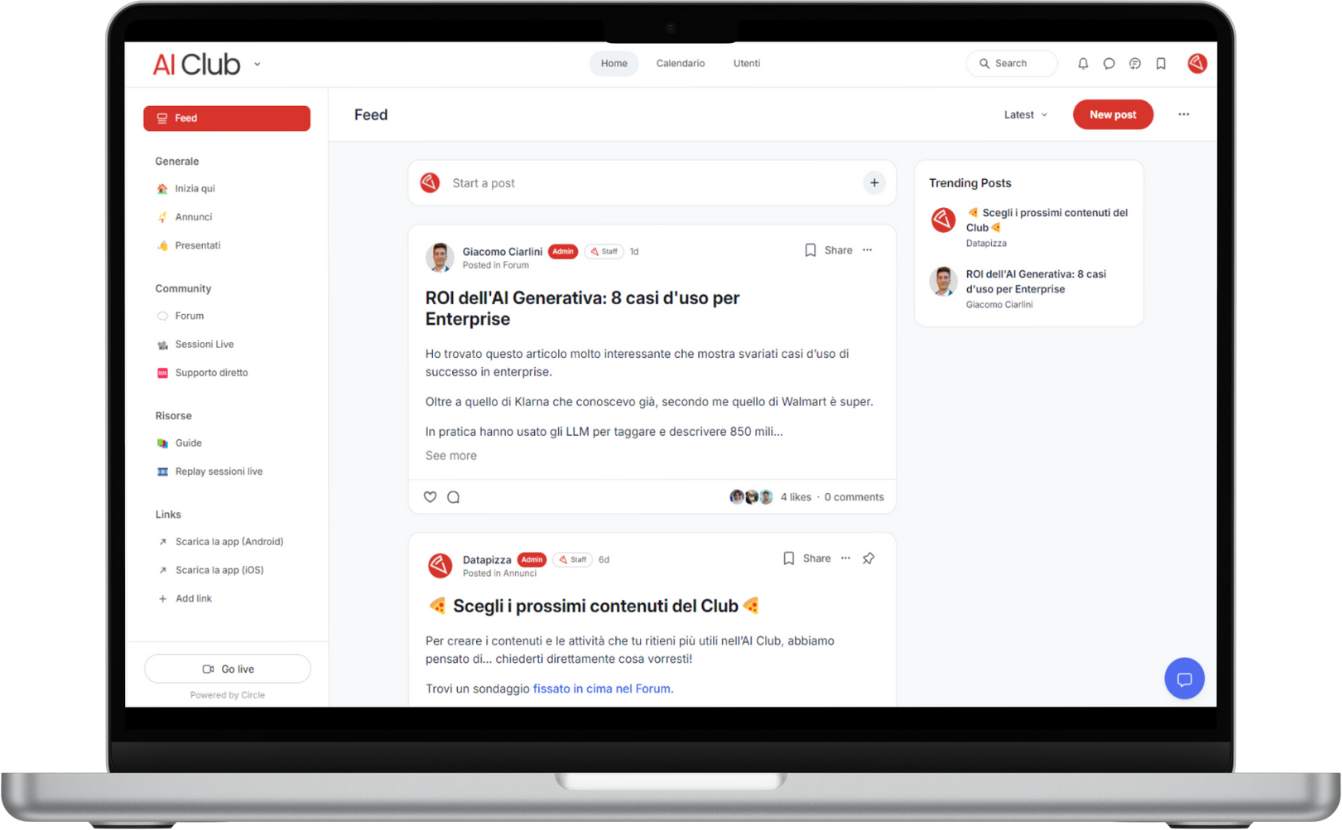 AI Club
Home
Calendario
Utenti
Search
Feed
Generale
Inizia qui
Annunci
Presentati
Community
Forum
Sessioni Live
Supporto diretto
Risorse
Guide
Replay sessioni live
Links
Scarica la app (Android)
Scarica la app (iOS)
Add link
Go live
Powered by Circle
Feed
Latest
New post
Start a post
Giacomo Ciarlini Admin Staff 1d
Posted in Forum
Share
ROI dell'AI Generativa: 8 casi d'uso per
Enterprise
Ho trovato questo articolo molto interessante che mostra svariati casi d'uso di
successo in enterprise.
Oltre a quello di Klarna che conoscevo già, secondo me quello di Walmart è super.
In pratica hanno usato gli LLM per taggare e descrivere 850 mili...
See more
4 likes · 0 comments
Datapizza Admin Staff 6d
Posted in Annunci
Share
🍕 Scegli i prossimi contenuti del Club 🍕
Per creare i contenuti e le attività che tu ritieni più utili nell'AI Club, abbiamo
pensato di... chiederti direttamente cosa vorresti!
Trovi un sondaggio fissato in cima nel Forum.
Trending Posts
🍕 Scegli i prossimi contenuti del
Club 🍕
Datapizza
ROI dell'AI Generativa: 8 casi
d'uso per Enterprise
Giacomo Ciarlini